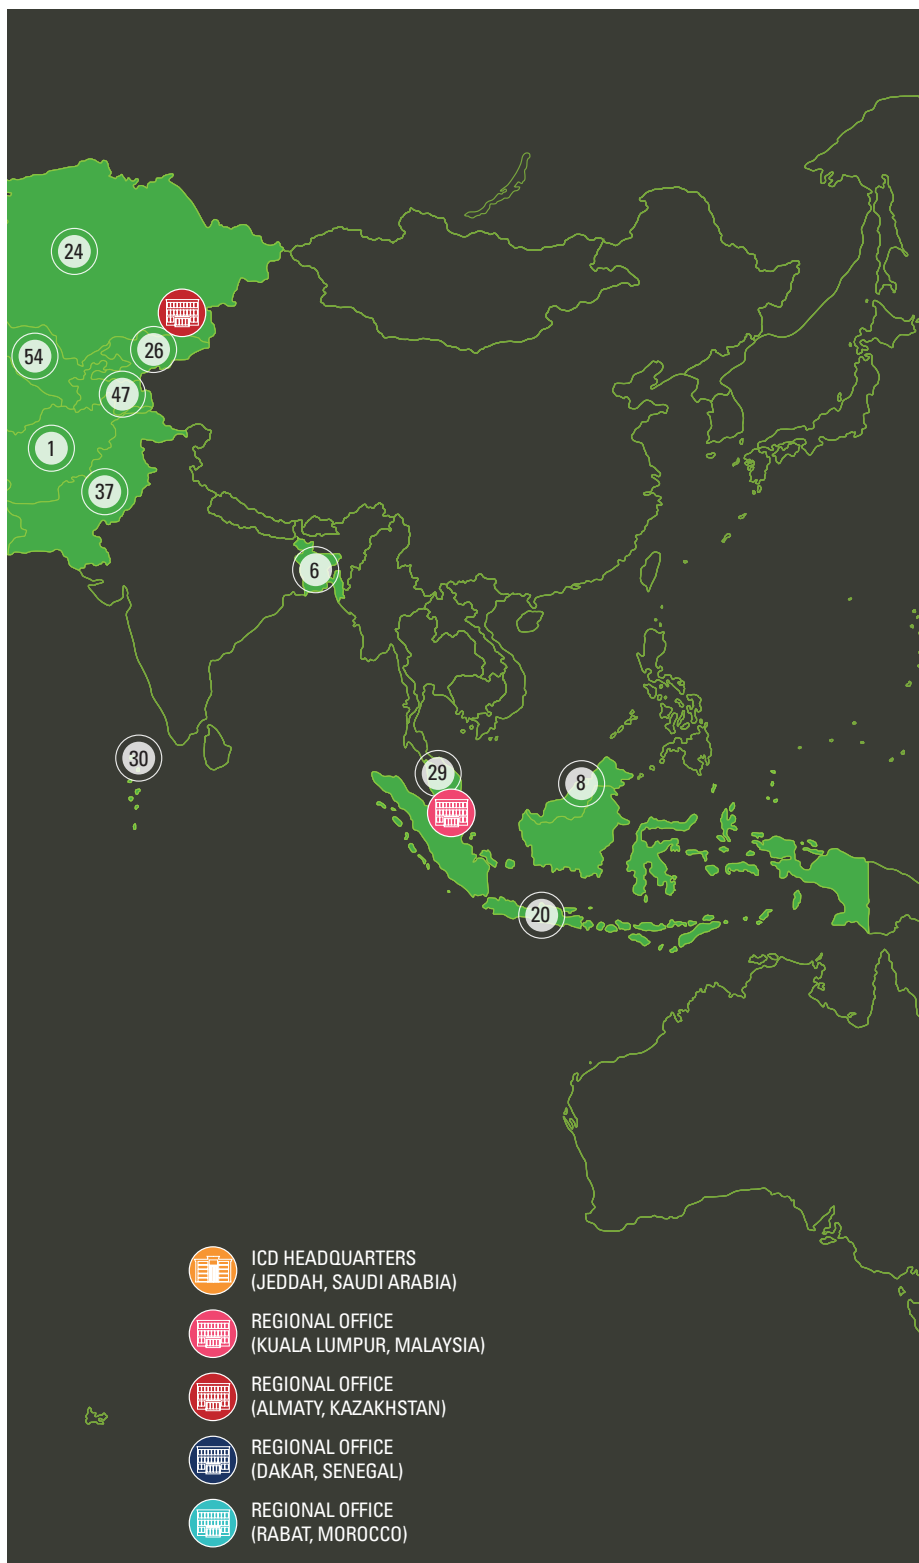 24
54
26
47
1
37
6
30
29
8
20
ICD HEADQUARTERS
(JEDDAH, SAUDI ARABIA)
REGIONAL OFFICE
(KUALA LUMPUR, MALAYSIA)
REGIONAL OFFICE
(ALMATY, KAZAKHSTAN)
REGIONAL OFFICE
(DAKAR, SENEGAL)
REGIONAL OFFICE
(RABAT, MOROCCO)